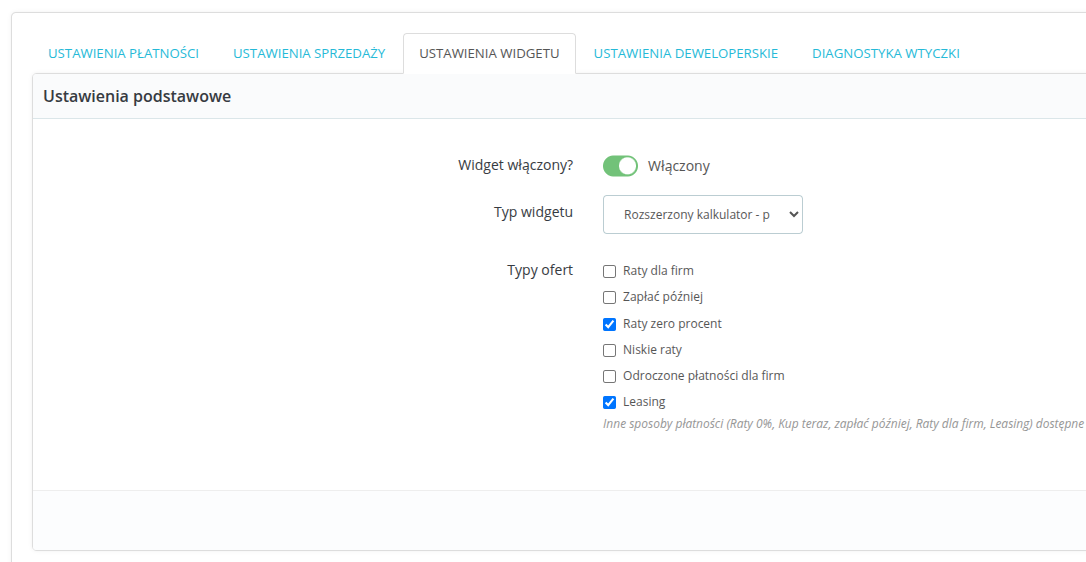 USTAWIENIA PŁATNOŚCI USTAWIENIA SPRZEDAŻY USTAWIENIA WIDGETU USTAWIENIA DEWELOPERSKIE DIAGNOSTYKA WTYCZKI
Ustawienia podstawowe
Widget włączony? Włączony
Typ widgetu Rozszerzony kalkulator - p
Typy ofert Raty dla firm
Zapłać później
Raty zero procent
Niskie raty
Odroczone płatności dla firm
Leasing
Inne sposoby płatności (Raty 0%, Kup teraz, zapłać później, Raty dla firm, Leasing) dostępne